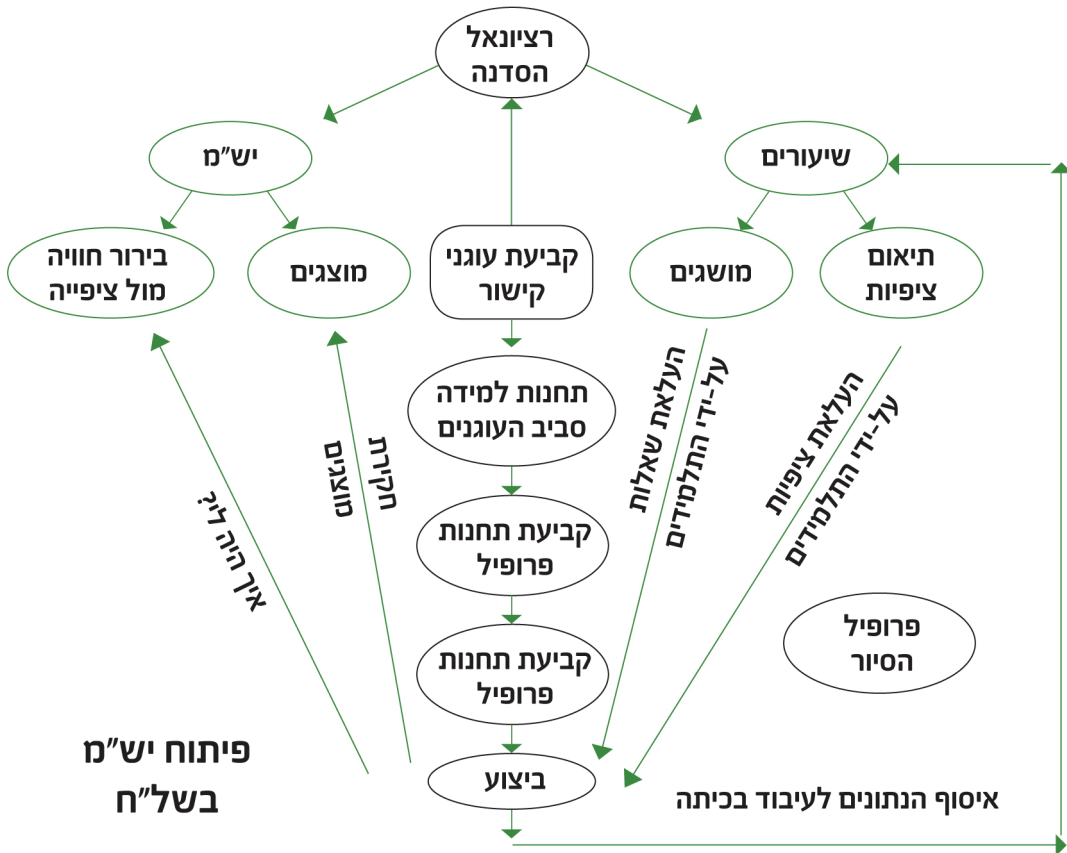 רציונאל
הסדנה
שיעורים
יש"מ
תיאום
ציפיות
מושגים
קביעת עוגני
קישור
מוצגים
בירור חוויה
מול ציפייה
תחנות למידה
סביב העוגנים
העלאת ציפיות
על-ידי התלמידים
העלאת שאלות
על-ידי התלמידים
חקירת
מוצגים
איך היה לי?
קביעת תחנות
פרופיל
פרופיל
הסיור
קביעת תחנות
פרופיל
ביצוע
איסוף הנתונים לעיבוד בכיתה
פיתוח יש"מ
בשל"ח